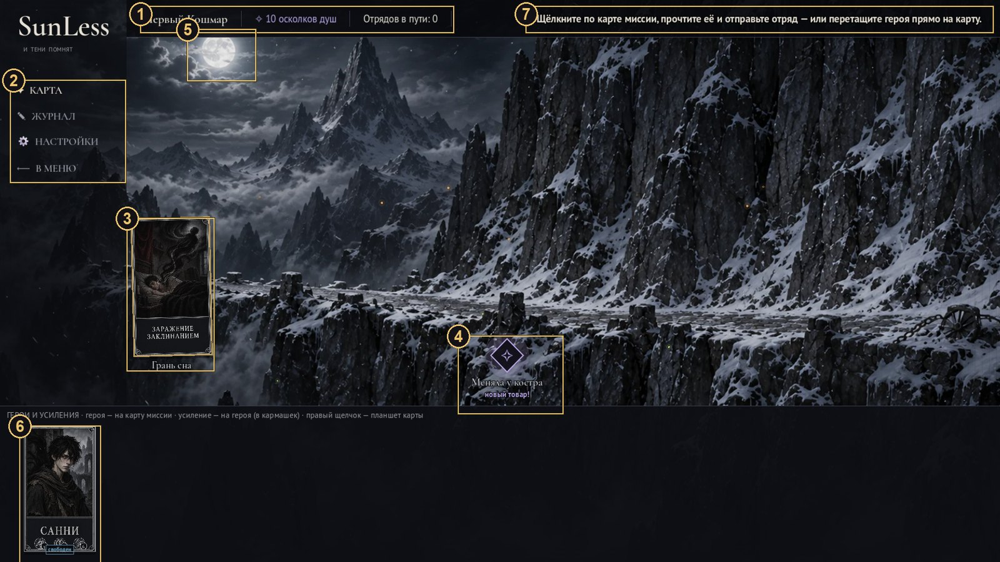 SunLess
И ТЕНИ ПОМНЯТ
1
Первый Кошмар
10 осколков душ
Отрядов в пути: 0
7
Щёлкните по карте миссии, прочтите её и отправьте отряд — или перетащите героя прямо на карту.
5
2
КАРТА
ЖУРНАЛ
НАСТРОЙКИ
В МЕНЮ
3
ЗАРАЖЕНИЕ
ЗАКЛИНАНИЕМ
Грань сна
4
Меняла у костра
новый товар!
ГЕРОИ И УСИЛЕНИЯ · героя — на карту миссии · усиление — на героя (в кармашек) · правый щелчок — планшет карты
6
САННИ
свободен